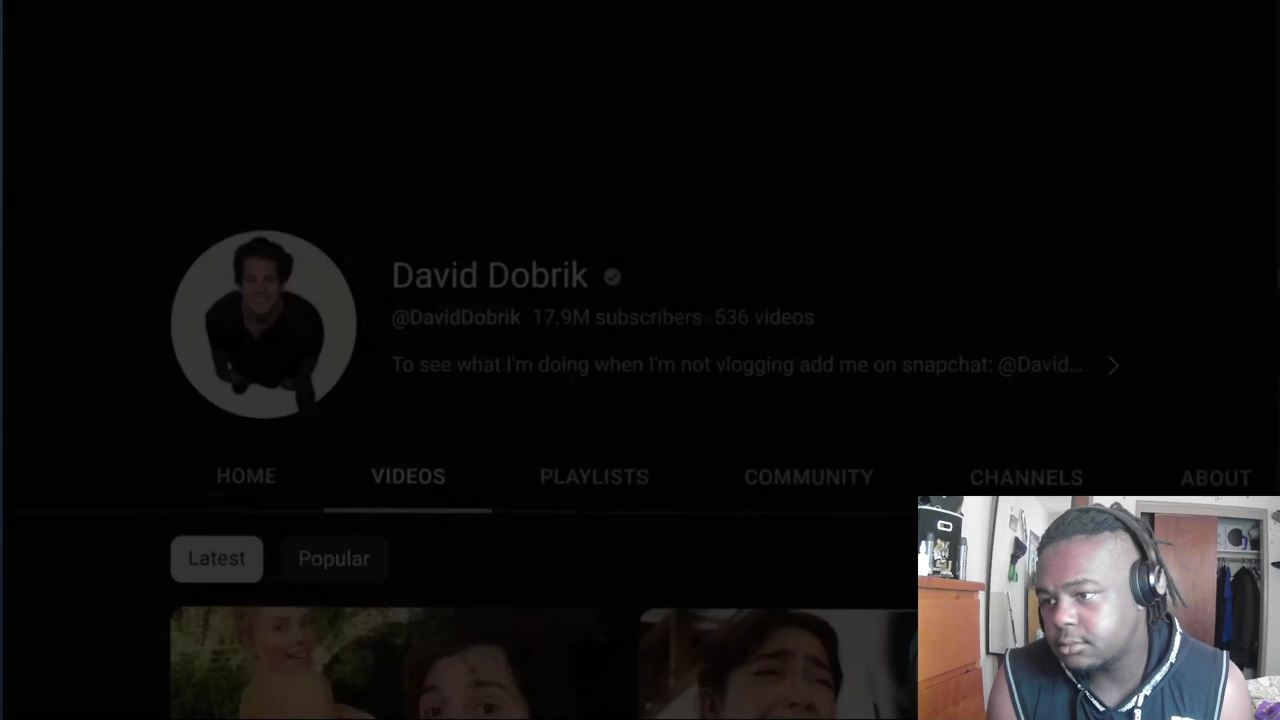 David Dobrik
@DavidDobrik 17.9M subscribers 536 videos
To see what I'm doing when I'm not vlogging add me on snapchat: @David...
HOME VIDEOS PLAYLISTS COMMUNITY CHANNELS ABOUT
Latest Popular